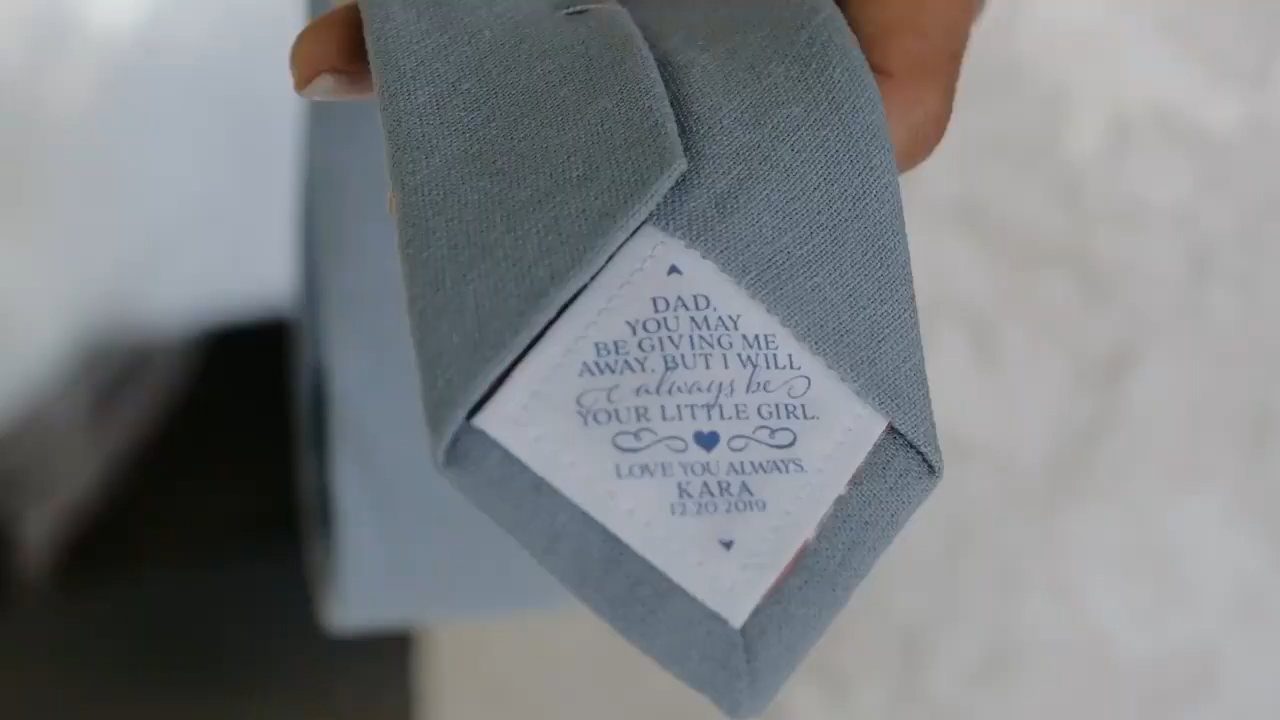 DAD,
YOU MAY
BE GIVING ME
AWAY, BUT I WILL
always be
YOUR LITTLE GIRL.
LOVE YOU ALWAYS,
KARA
12.20.2019